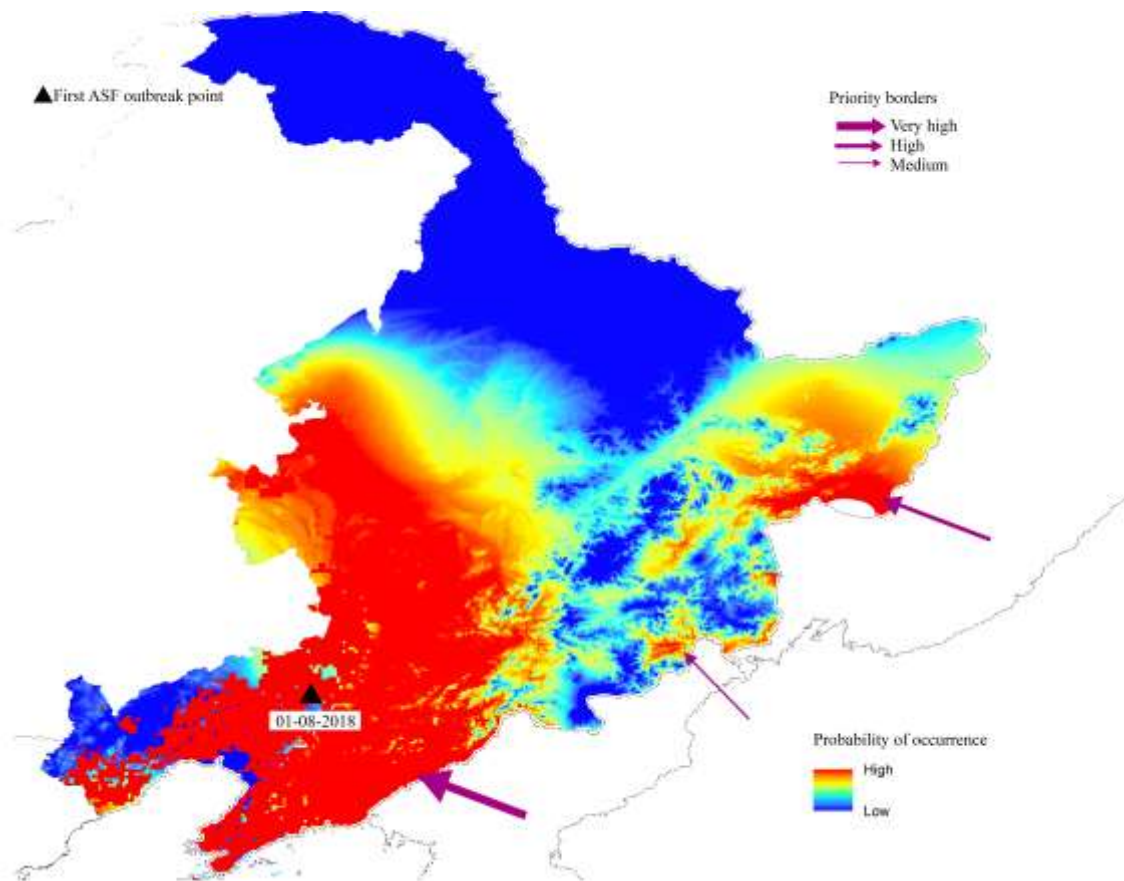 First ASF outbreak point
Priority borders
Very high
High
Medium
01-08-2018
Probability of occurrence
High
Low